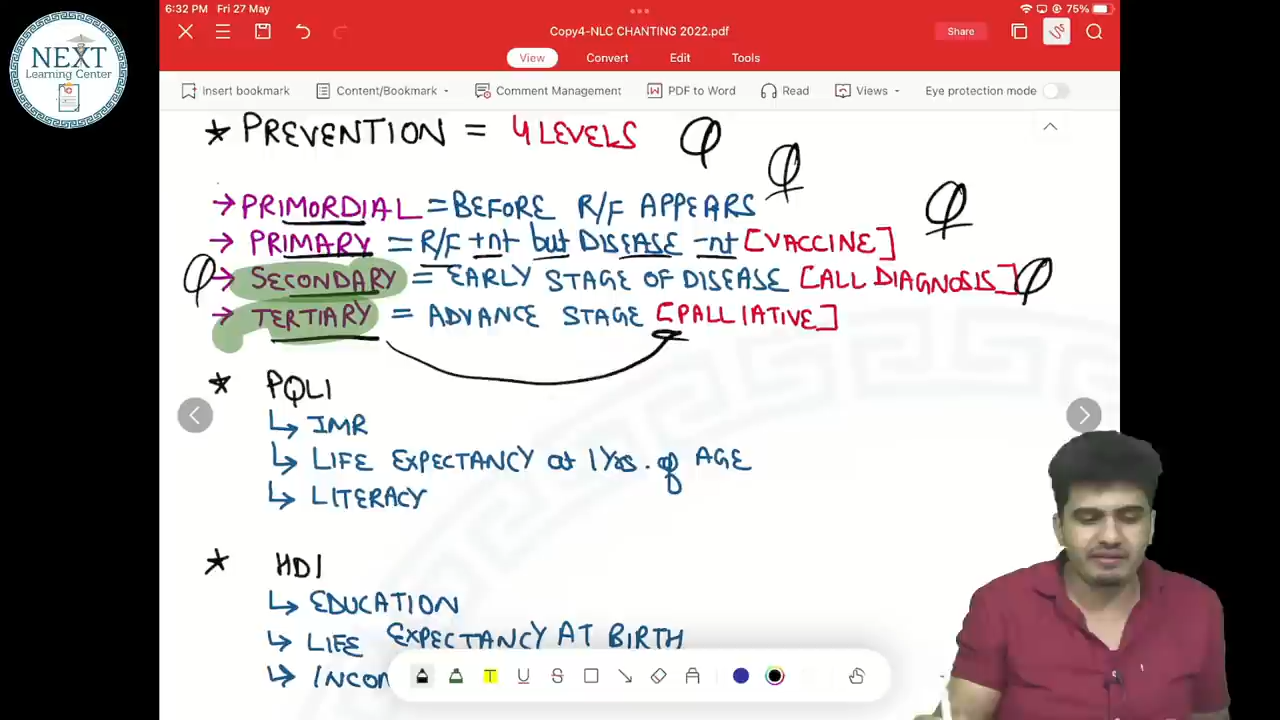 6:32 PM Fri 27 May
75%
NEXT
Learning Center
Copy4-NLC CHANTING 2022.pdf
Share
View Convert Edit Tools
Insert bookmark Content/Bookmark Comment Management PDF to Word Read Views Eye protection mode
★ PREVENTION = 4 LEVELS φ
φ
φ
→ PRIMORDIAL = BEFORE R/F APPEARS
→ PRIMARY = R/F +nt but DISEASE -nt [VACCINE]
φ → SECONDARY = EARLY STAGE OF DISEASE [ALL DIAGNOSIS] φ
→ TERTIARY = ADVANCE STAGE [PALLIATIVE]
★ PQLI
↳ IMR
↳ LIFE EXPECTANCY at 1 Yrs. of AGE
↳ LITERACY
★ HDI
↳ EDUCATION
↳ LIFE EXPECTANCY AT BIRTH
↳ INCOM